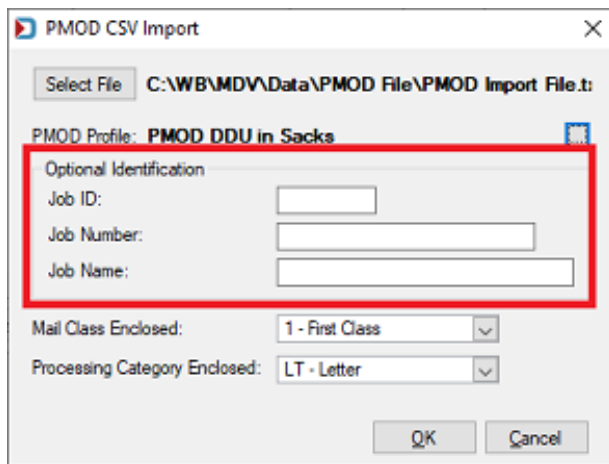 PMOD CSV Import
Select File C:\WB\MDV\Data\PMOD File\PMOD Import File.t
PMOD Profile: PMOD DDU in Sacks
Optional Identification
Job ID:
Job Number:
Job Name:
Mail Class Enclosed: 1 - First Class
Processing Category Enclosed: LT - Letter
OK Cancel